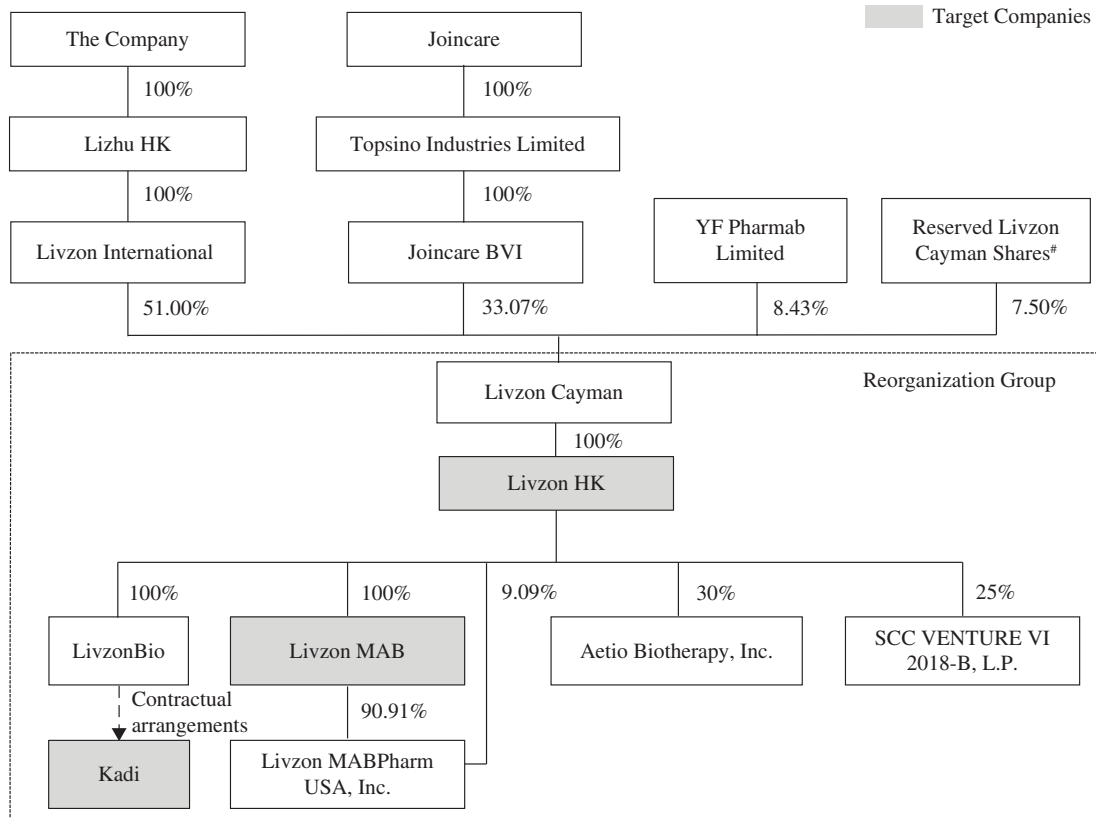 Target Companies
The Company
Joincare
100%
100%
Lizhu HK
Topsino Industries Limited
100%
100%
Livzon International
Joincare BVI
YF Pharmab
Limited
Reserved Livzon
Cayman Shares#
51.00%
33.07%
8.43%
7.50%
Reorganization Group
Livzon Cayman
100%
Livzon HK
100%
100%
9.09%
30%
25%
LivzonBio
Livzon MAB
Aetio Biotherapy, Inc.
SCC VENTURE VI
2018-B, L.P.
Contractual
arrangements
90.91%
Kadi
Livzon MABPharm
USA, Inc.